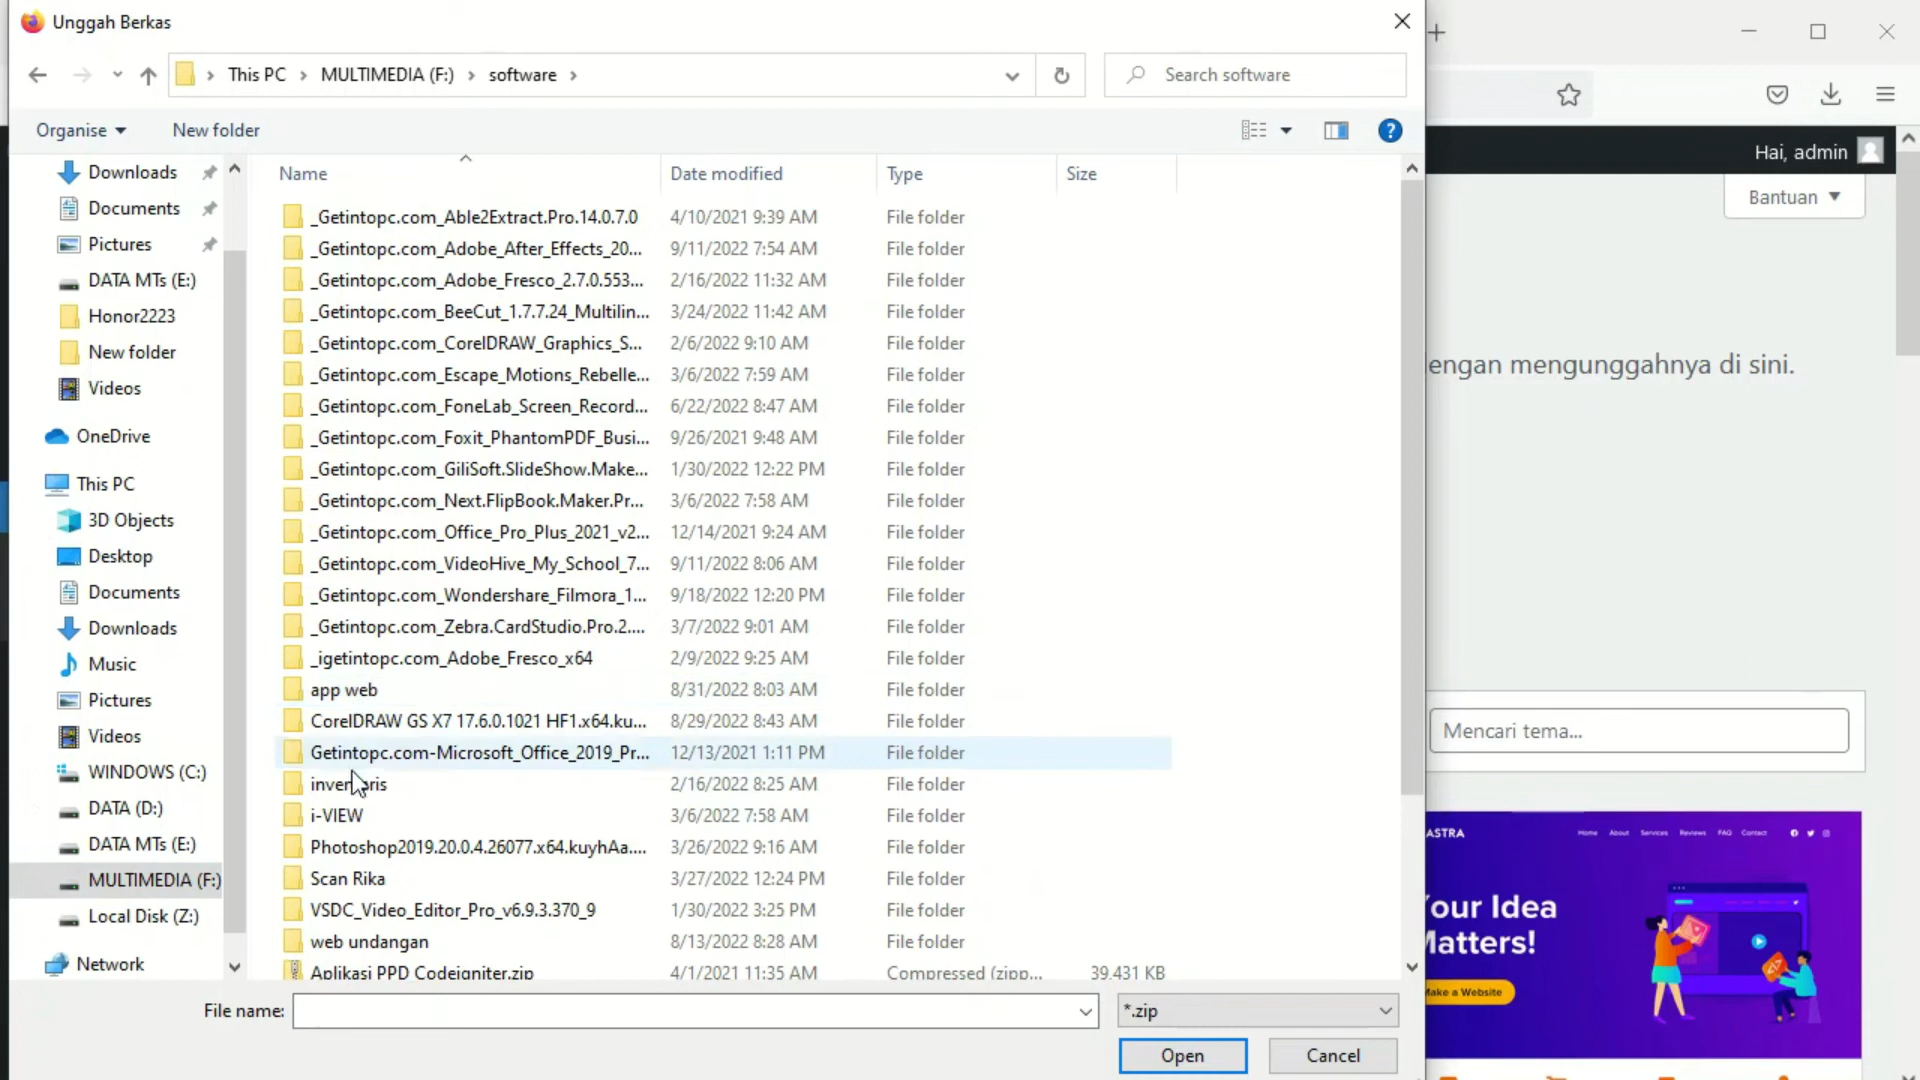 Unggah Berkas
This PC
MULTIMEDIA (F:)
software
Search software
Organise
New folder
Hai, admin
Bantuan
Downloads
Documents
Pictures
DATA MTs (E:)
Honor2223
New folder
Videos
OneDrive
This PC
3D Objects
Desktop
Documents
Downloads
Music
Pictures
Videos
WINDOWS (C:)
DATA (D:)
DATA MTs (E:)
MULTIMEDIA (F:)
Local Disk (Z:)
Network
Name Date modified Type Size
_Getintopc.com_Able2Extract.Pro.14.0.7.0 4/10/2021 9:39 AM File folder
_Getintopc.com_Adobe_After_Effects_20... 9/11/2022 7:54 AM File folder
_Getintopc.com_Adobe_Fresco_2.7.0.553... 2/16/2022 11:32 AM File folder
_Getintopc.com_BeeCut_1.7.7.24_Multilin... 3/24/2022 11:42 AM File folder
_Getintopc.com_CorelDRAW_Graphics_S... 2/6/2022 9:10 AM File folder
_Getintopc.com_Escape_Motions_Rebelle... 3/6/2022 7:59 AM File folder
_Getintopc.com_FoneLab_Screen_Record... 6/22/2022 8:47 AM File folder
_Getintopc.com_Foxit_PhantomPDF_Busi... 9/26/2021 9:48 AM File folder
_Getintopc.com_GiliSoft.SlideShow.Make... 1/30/2022 12:22 PM File folder
_Getintopc.com_Next.FlipBook.Maker.Pr... 3/6/2022 7:58 AM File folder
_Getintopc.com_Office_Pro_Plus_2021_v2... 12/14/2021 9:24 AM File folder
_Getintopc.com_VideoHive_My_School_7... 9/11/2022 8:06 AM File folder
_Getintopc.com_Wondershare_Filmora_1... 9/18/2022 12:20 PM File folder
_Getintopc.com_Zebra.CardStudio.Pro.2.... 3/7/2022 9:01 AM File folder
_igetintopc.com_Adobe_Fresco_x64 2/9/2022 9:25 AM File folder
app web 8/31/2022 8:03 AM File folder
CorelDRAW GS X7 17.6.0.1021 HF1.x64.ku... 8/29/2022 8:43 AM File folder
Getintopc.com-Microsoft_Office_2019_Pr... 12/13/2021 1:11 PM File folder
inventaris 2/16/2022 8:25 AM File folder
i-VIEW 3/6/2022 7:58 AM File folder
Photoshop2019.20.0.4.26077.x64.kuyhAa.... 3/26/2022 9:16 AM File folder
Scan Rika 3/27/2022 12:24 PM File folder
VSDC_Video_Editor_Pro_v6.9.3.370_9 1/30/2022 3:25 PM File folder
web undangan 8/13/2022 8:28 AM File folder
Aplikasi PPD Codeigniter.zip 4/1/2021 11:35 AM Compressed (zipp... 39.431 KB
File name:
*.zip
Open
Cancel
engan mengunggahnya di sini.
Mencari tema...
ASTRA
Home About Services Reviews FAQ Contact
Your Idea
Matters!
Make a Website